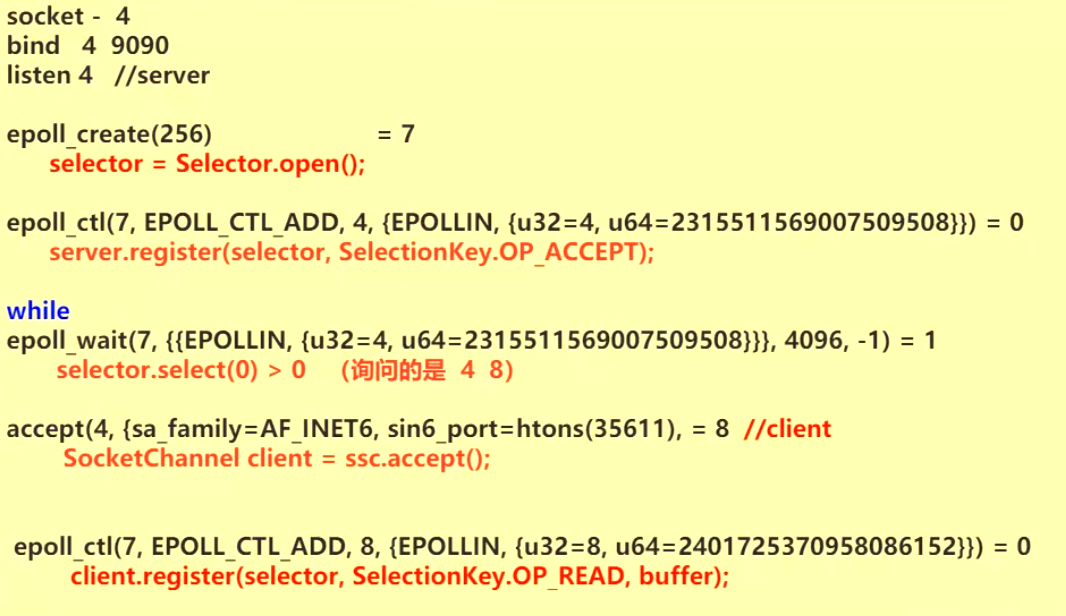 socket - 4
bind 4 9090
listen 4 //server
epoll_create(256) = 7
selector = Selector.open();
epoll_ctl(7, EPOLL_CTL_ADD, 4, {EPOLLIN, {u32=4, u64=2315511569007509508}}) = 0
server.register(selector, SelectionKey.OP_ACCEPT);
while
epoll_wait(7, {{EPOLLIN, {u32=4, u64=2315511569007509508}}}, 4096, -1) = 1
selector.select(0) > 0 (询问的是 4 8)
accept(4, {sa_family=AF_INET6, sin6_port=htons(35611), = 8 //client
SocketChannel client = ssc.accept();
epoll_ctl(7, EPOLL_CTL_ADD, 8, {EPOLLIN, {u32=8, u64=2401725370958086152}}) = 0
client.register(selector, SelectionKey.OP_READ, buffer);